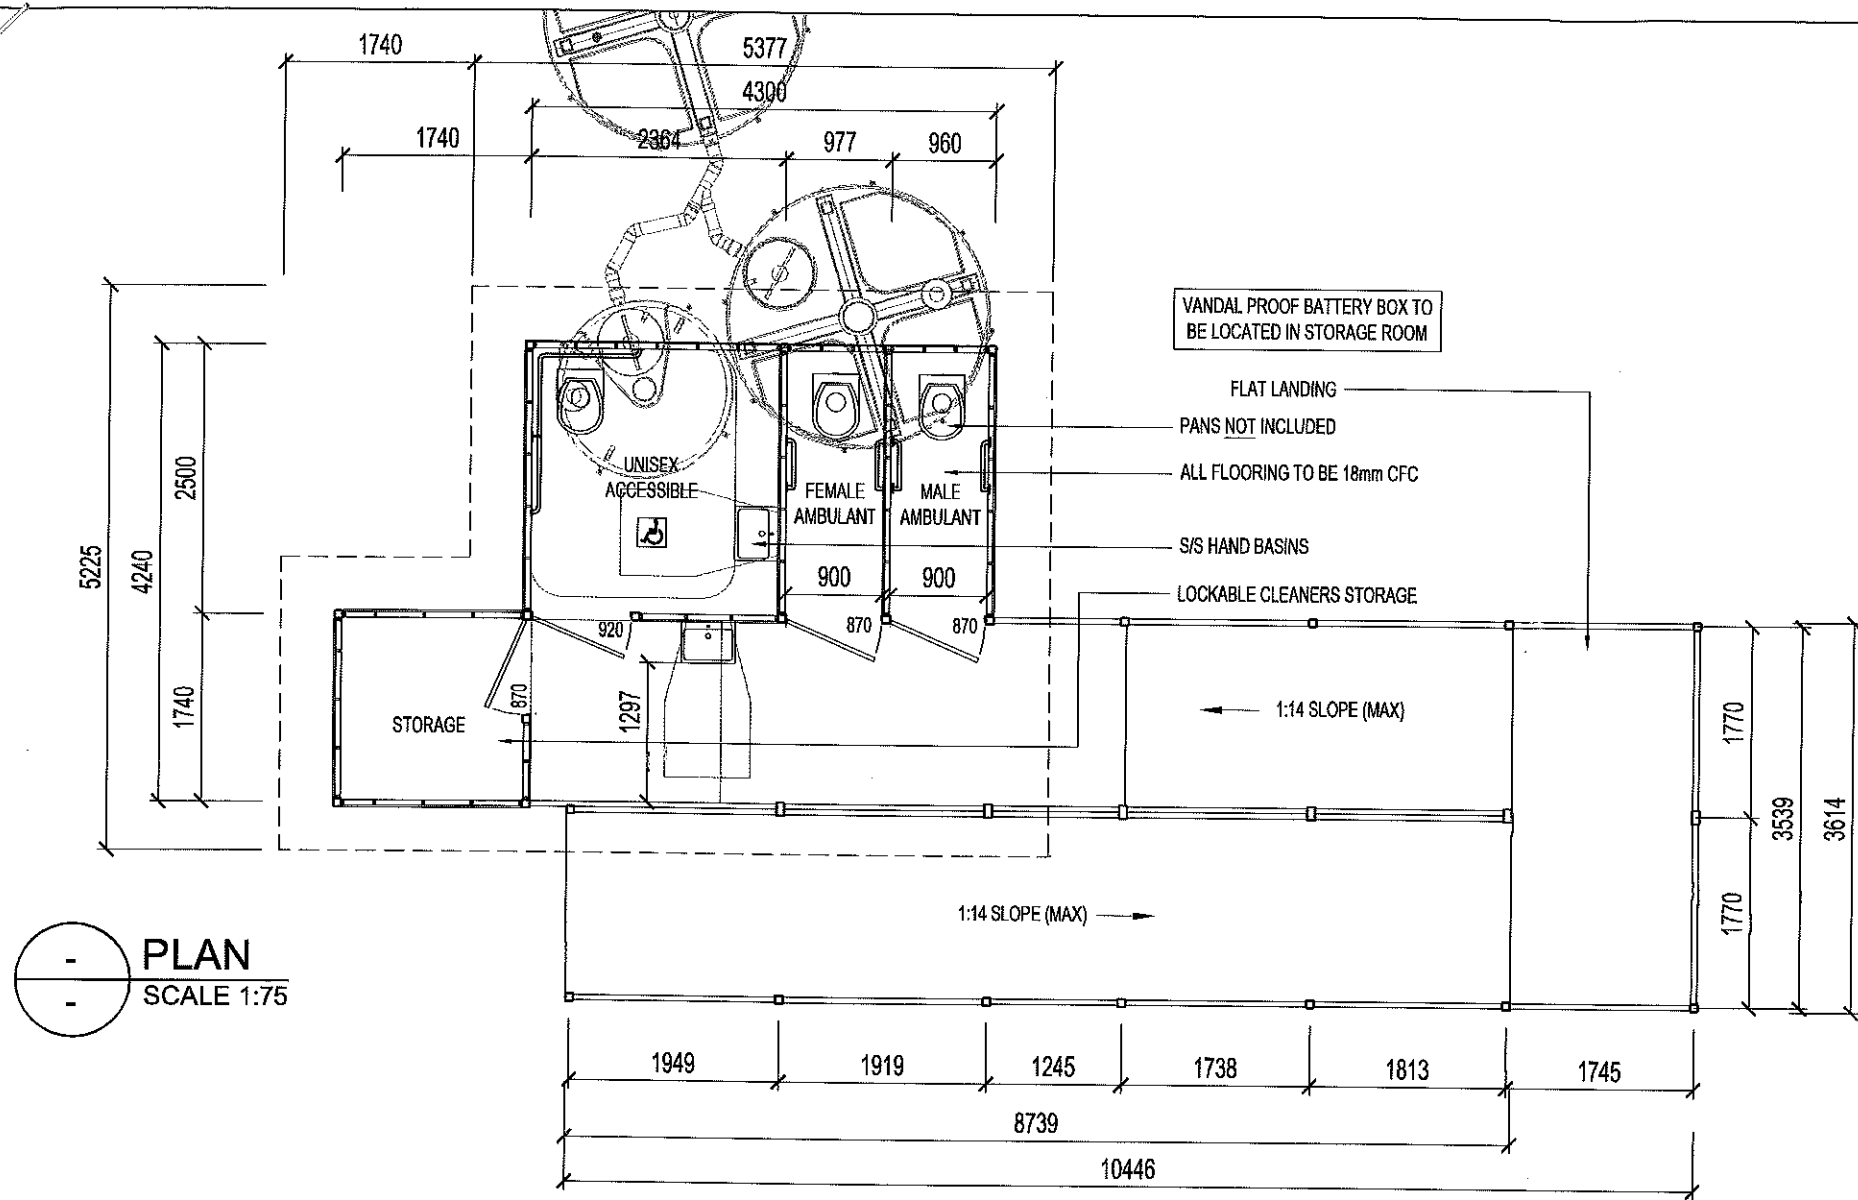 1740
5377
4300
1740
2364
977
960
VANDAL PROOF BATTERY BOX TO
BE LOCATED IN STORAGE ROOM
FLAT LANDING
PANS NOT INCLUDED
ALL FLOORING TO BE 18mm CFC
S/S HAND BASINS
LOCKABLE CLEANERS STORAGE
5225
4240
2500
1740
UNISEX
ACCESSIBLE
FEMALE
AMBULANT
MALE
AMBULANT
900
900
920
870
870
870
STORAGE
1297
1:14 SLOPE (MAX)
1770
1770
3539
3614
1:14 SLOPE (MAX)
-
-
PLAN
SCALE 1:75
1949
1919
1245
1738
1813
1745
8739
10446